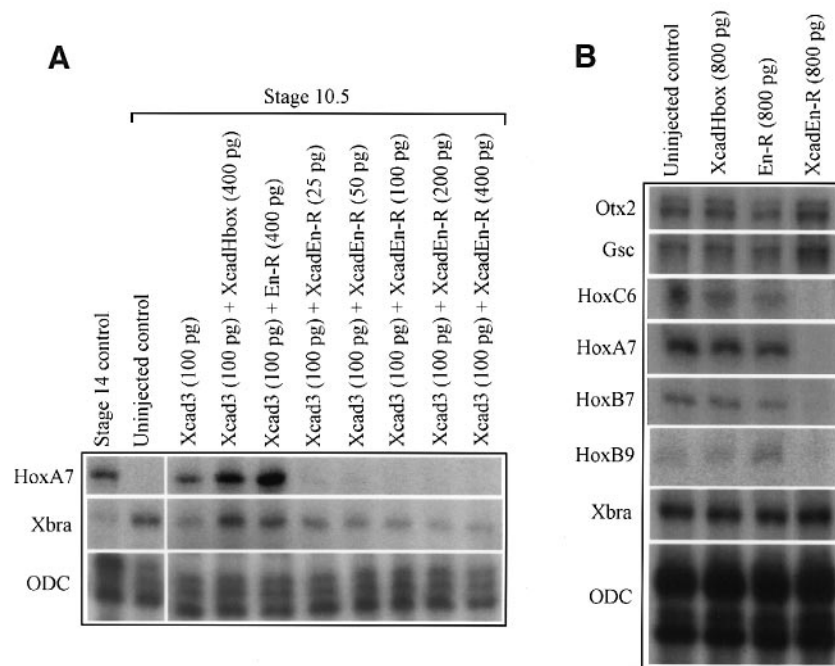 A
Stage 10.5
Stage 14 control
Uninjected control
Xcad3 (100 pg)
Xcad3 (100 pg) + XcadHbox (400 pg)
Xcad3 (100 pg) + En-R (400 pg)
Xcad3 (100 pg) + XcadEn-R (25 pg)
Xcad3 (100 pg) + XcadEn-R (50 pg)
Xcad3 (100 pg) + XcadEn-R (100 pg)
Xcad3 (100 pg) + XcadEn-R (200 pg)
Xcad3 (100 pg) + XcadEn-R (400 pg)
HoxA7
Xbra
ODC
B
Uninjected control
XcadHbox (800 pg)
En-R (800 pg)
XcadEn-R (800 pg)
Otx2
Gsc
HoxC6
HoxA7
HoxB7
HoxB9
Xbra
ODC